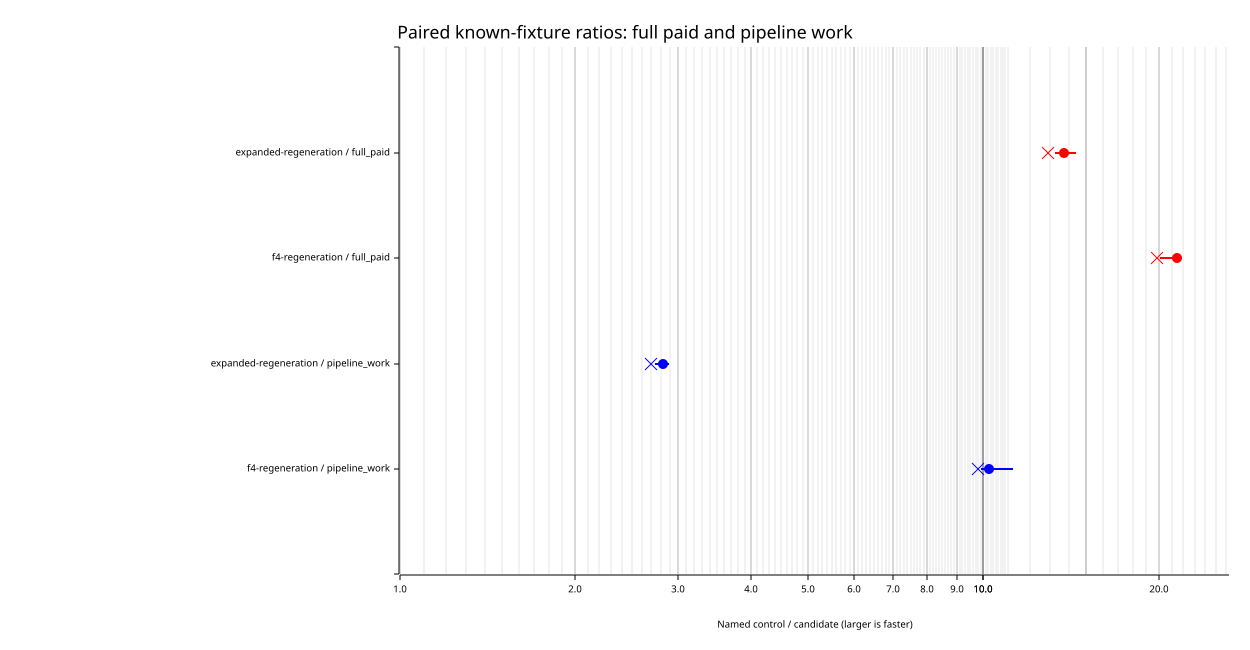 Paired known-fixture ratios: full paid and pipeline work
expanded-regeneration / full_paid
f4-regeneration / full_paid
expanded-regeneration / pipeline_work
f4-regeneration / pipeline_work
1.0 2.0 3.0 4.0 5.0 6.0 7.0 8.0 9.0 10.0 20.0
Named control / candidate (larger is faster)